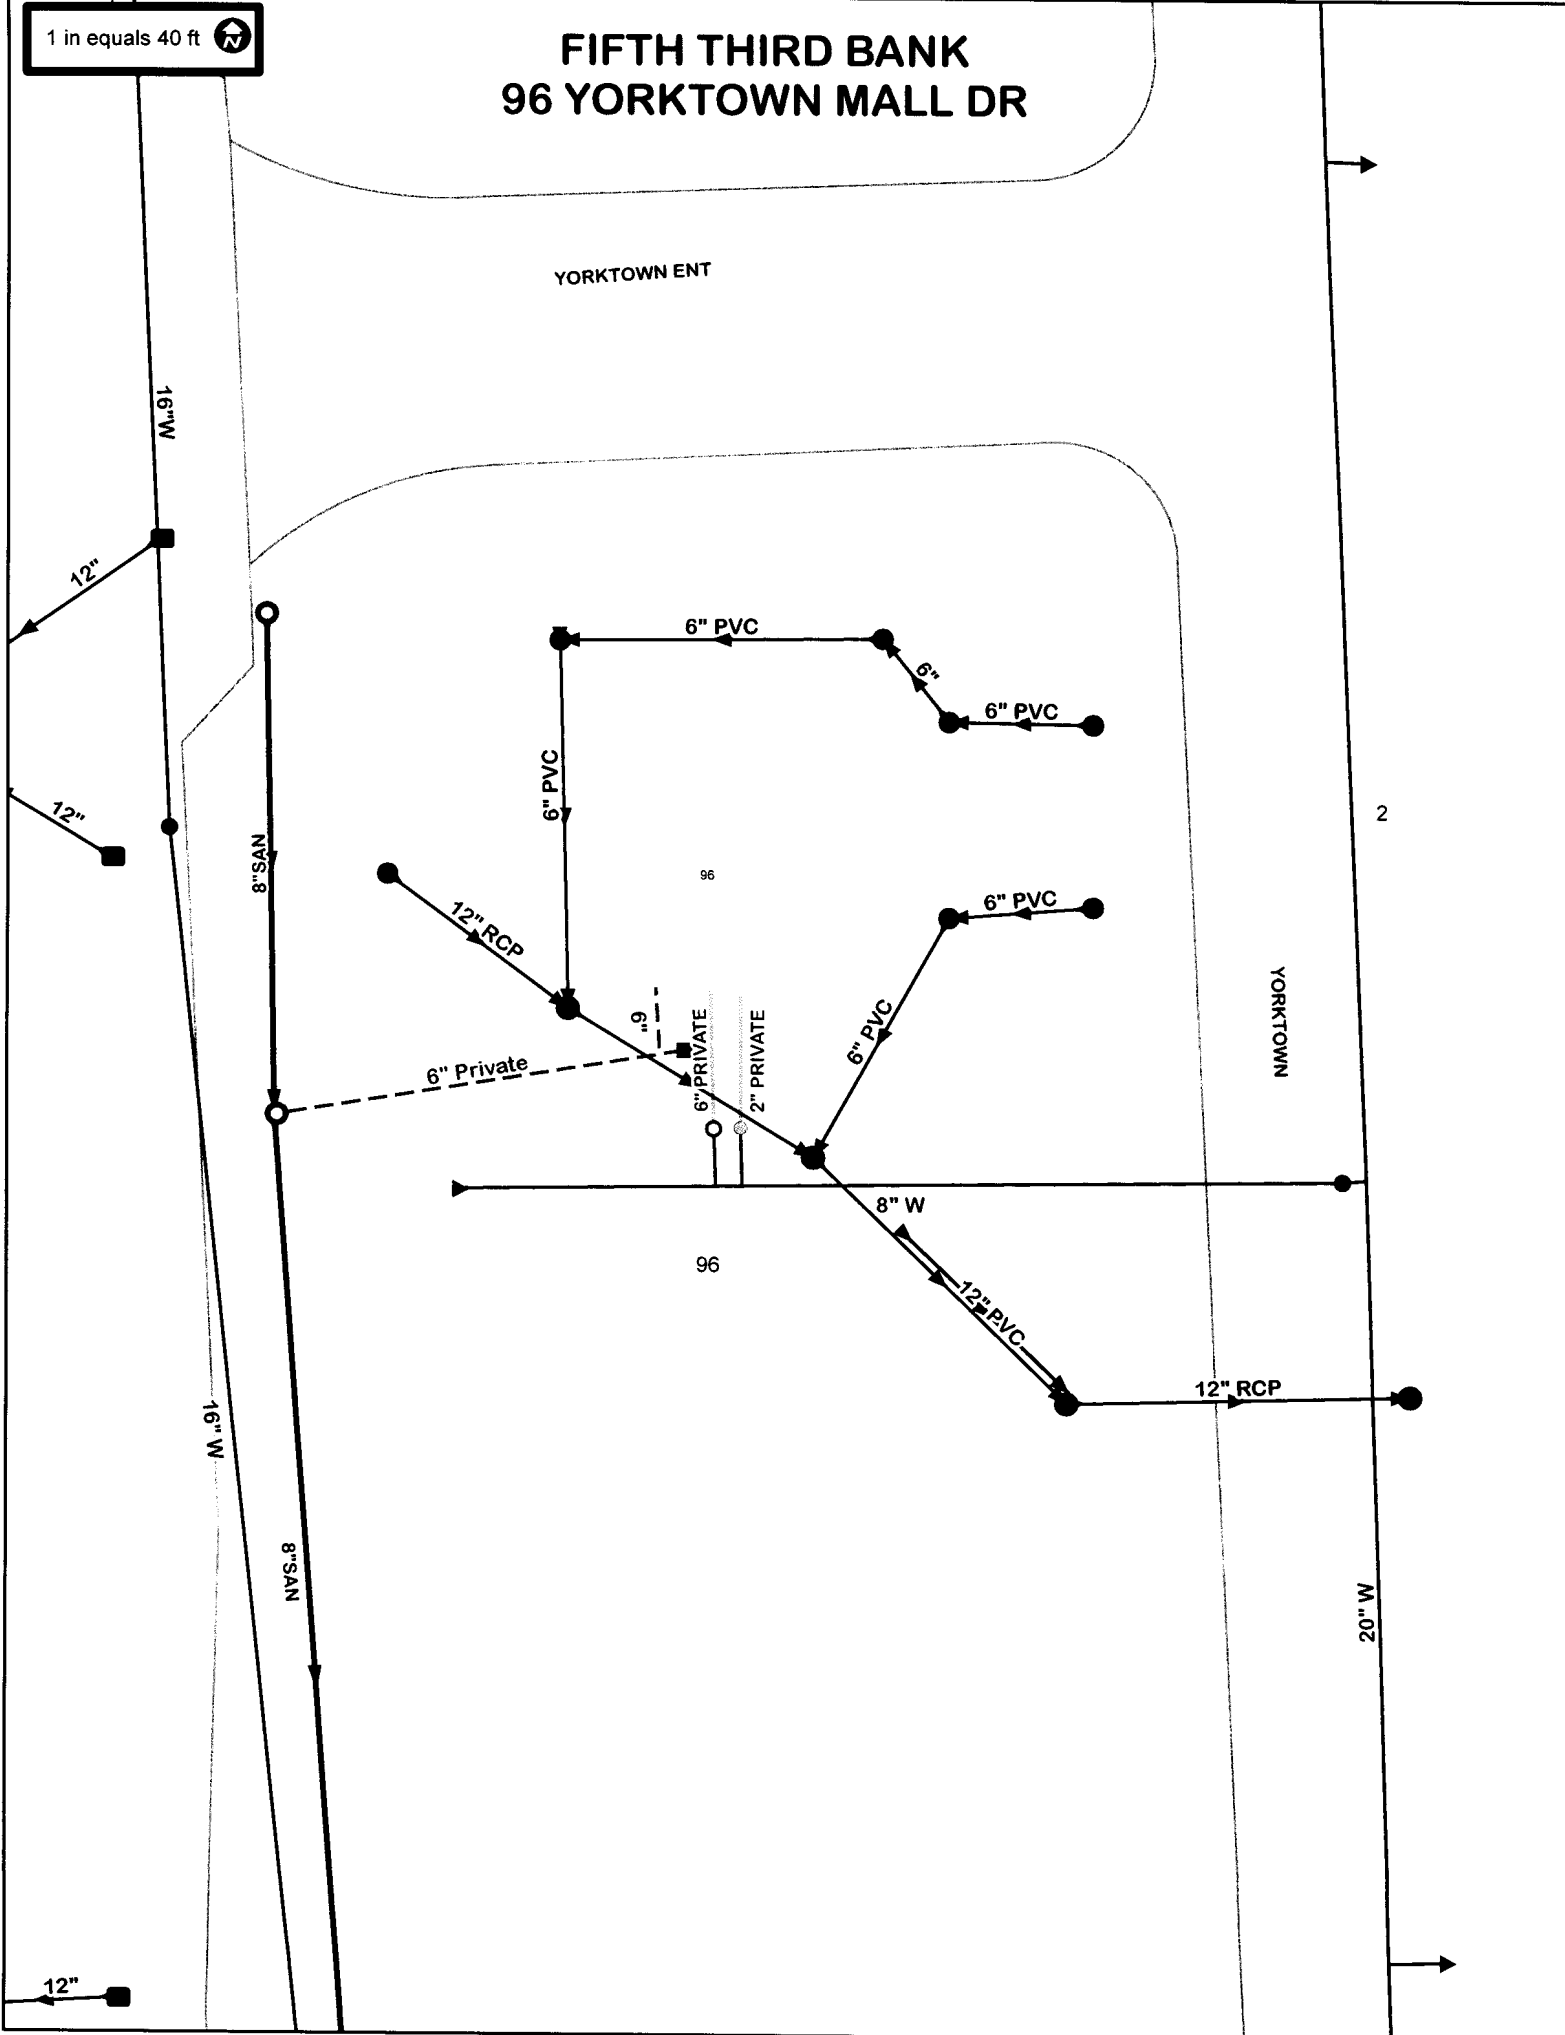 1 in equals 40 ft N
FIFTH THIRD BANK
96 YORKTOWN MALL DR
YORKTOWN ENT
16"W
12"
6" PVC
6"
6" PVC
6" PVC
12"
2
8"SAN
96
12" RCP
6" PVC
6" PVC
YORKTOWN
6"
6" PRIVATE
2" PRIVATE
6" Private
8" W
96
12" PVC
12" RCP
16" W
8"SAN
20" W
12"